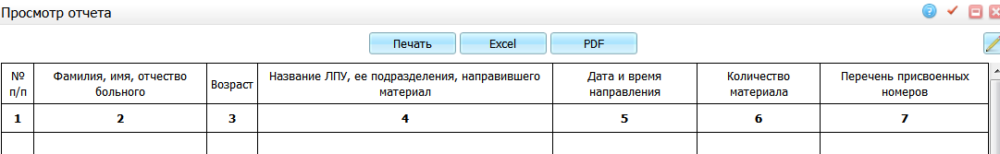 Просмотр отчета
Печать Excel PDF
№ п/п
Фамилия, имя, отчество
больного
Возраст
Название ЛПУ, ее подразделения, направившего
материал
Дата и время
направления
Количество
материала
Перечень присвоенных
номеров
1 2 3 4 5 6 7